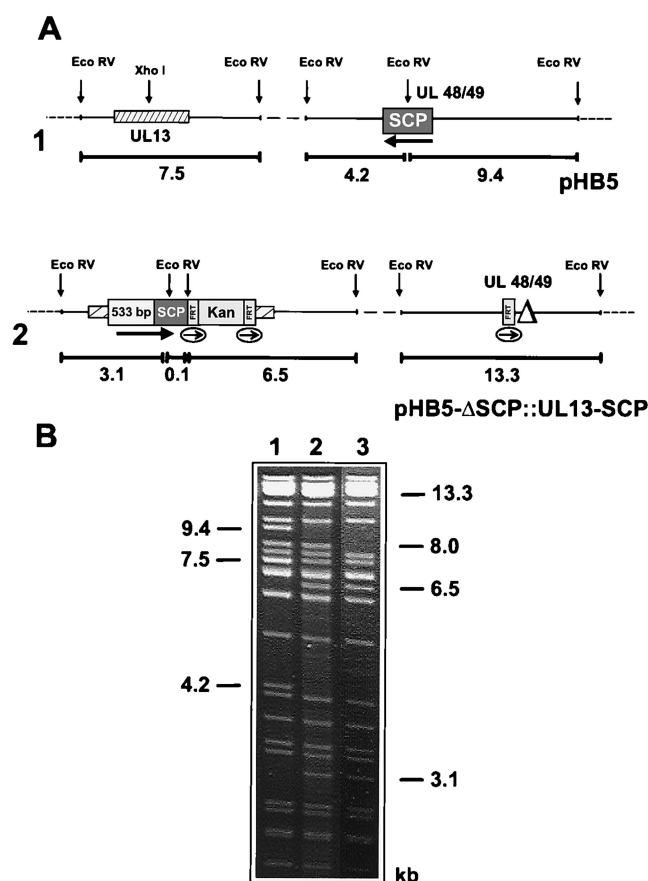 A
Eco RV Xho I Eco RV Eco RV Eco RV Eco RV
UL 48/49
SCP
UL13
1
7.5 4.2 9.4
pHB5
Eco RV Eco RV Eco RV Eco RV Eco RV
UL 48/49
533 bp SCP FRT Kan FRT FRT
2
3.1 0.1 6.5 13.3
pHB5-ΔSCP::UL13-SCP
B
1 2 3
13.3
9.4
8.0
7.5
6.5
4.2
3.1
kb